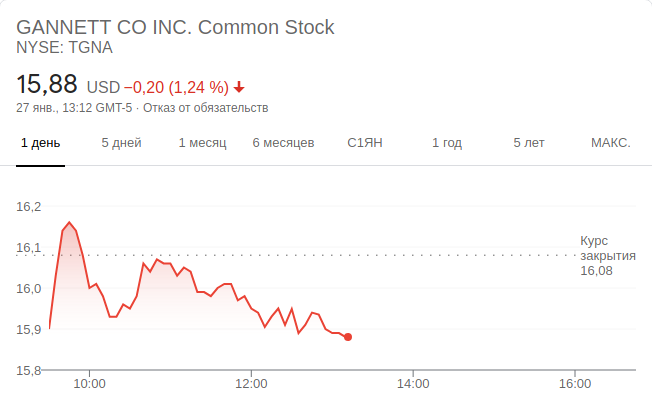 GANNETT CO INC. Common Stock
NYSE: TGNA
15,88 USD −0,20 (1,24 %)
27 янв., 13:12 GMT-5 · Отказ от обязательств
1 день 5 дней 1 месяц 6 месяцев С1ЯН 1 год 5 лет МАКС.
16,2
16,1
16,0
15,9
15,8
Курс
закрытия
16,08
10:00 12:00 14:00 16:00